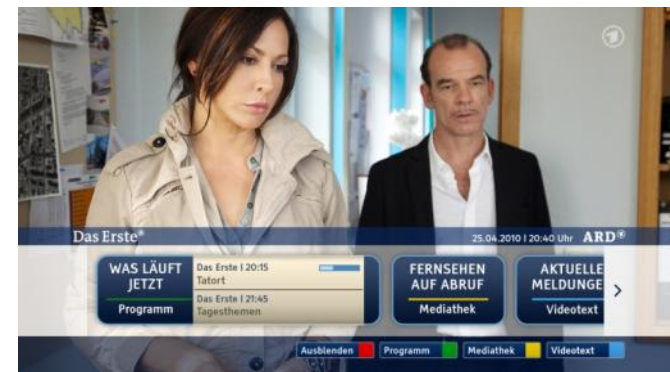 Das Erste®
25.04.2010 | 20:40 Uhr ARD®
WAS LÄUFT
JETZT
Programm
Das Erste | 20:15
Tatort
Das Erste | 21:45
Tagesthemen
FERNSEHEN
AUF ABRUF
Mediathek
AKTUELLE
MELDUNGE
Videotext
Ausblenden
Programm
Mediathek
Videotext